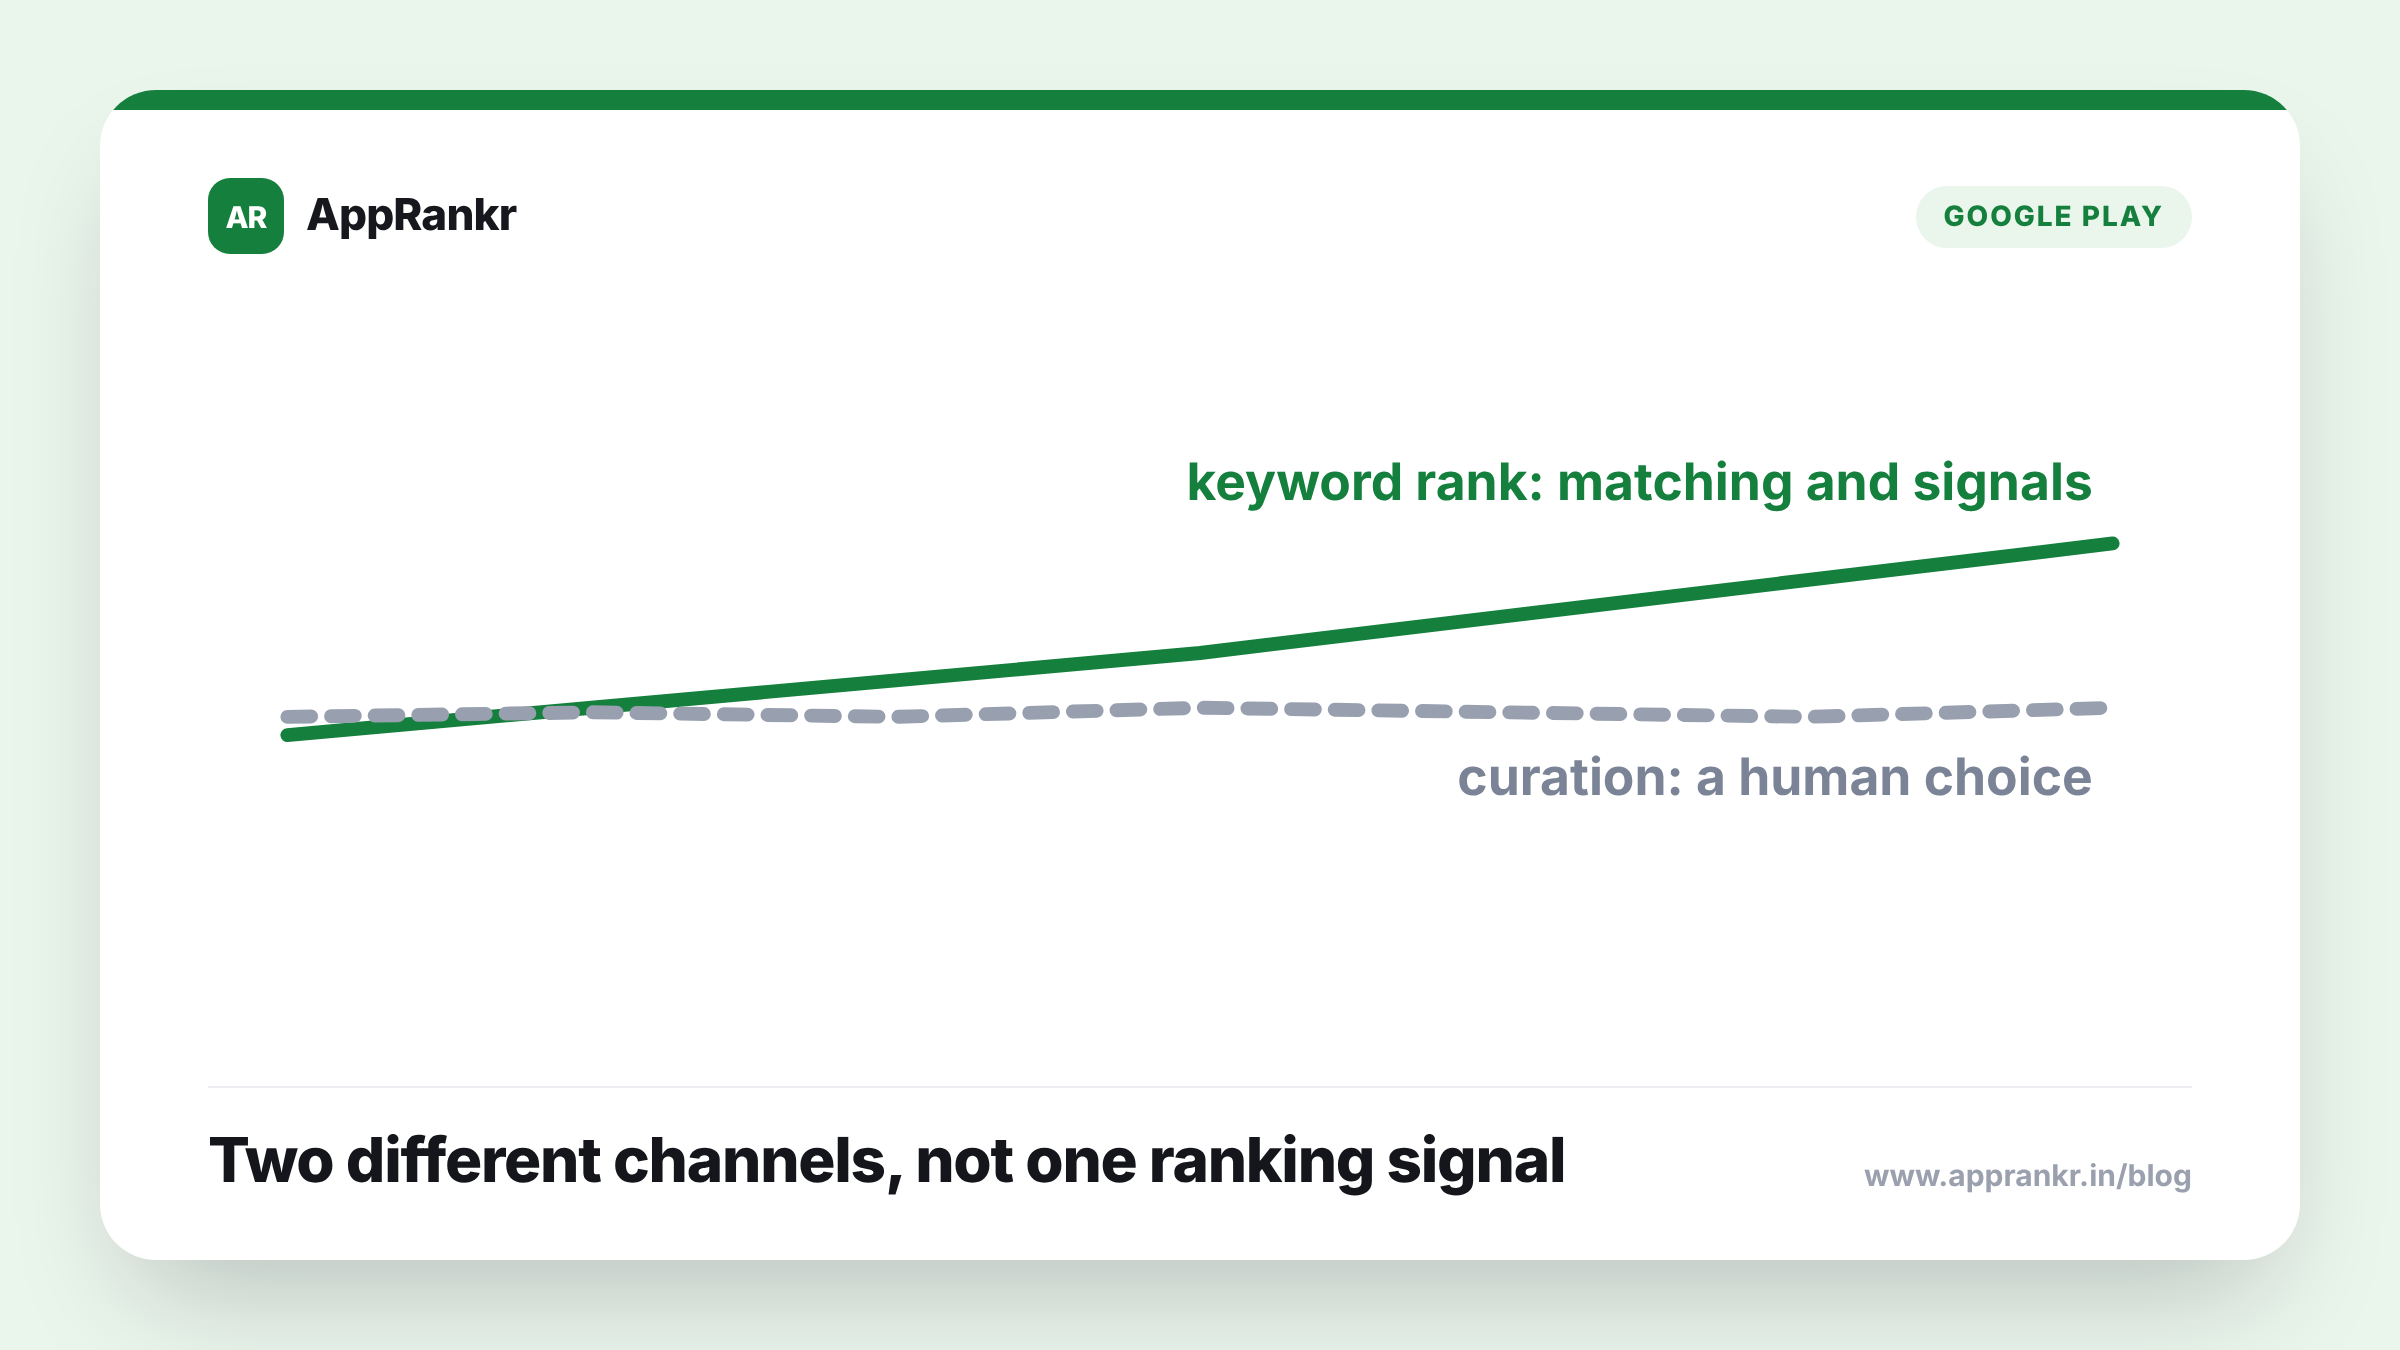 AR AppRankr
GOOGLE PLAY
keyword rank: matching and signals
curation: a human choice
Two different channels, not one ranking signal
www.apprankr.in/blog